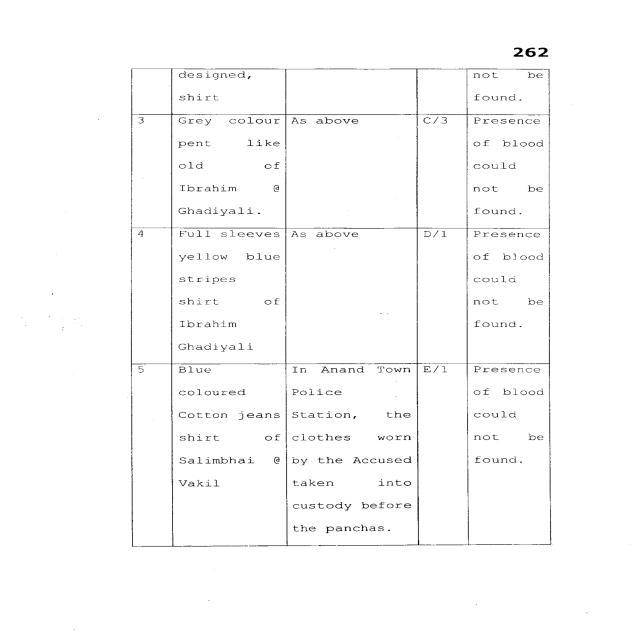 262
designed,
shirt
not be
found.
3
Grey colour
pent like
old of
Ibrahim @
Ghadiyali.
As above
C/3
Presence
of blood
could
not be
found.
4
Full sleeves
yellow blue
stripes
shirt of
Ibrahim
Ghadiyali
As above
D/1
Presence
of blood
could
not be
found.
5
Blue
coloured
Cotton jeans
shirt of
Salimbhai @
Vakil
In Anand Town
Police
Station, the
clothes worn
by the Accused
taken into
custody before
the panchas.
E/1
Presence
of blood
could
not be
found.